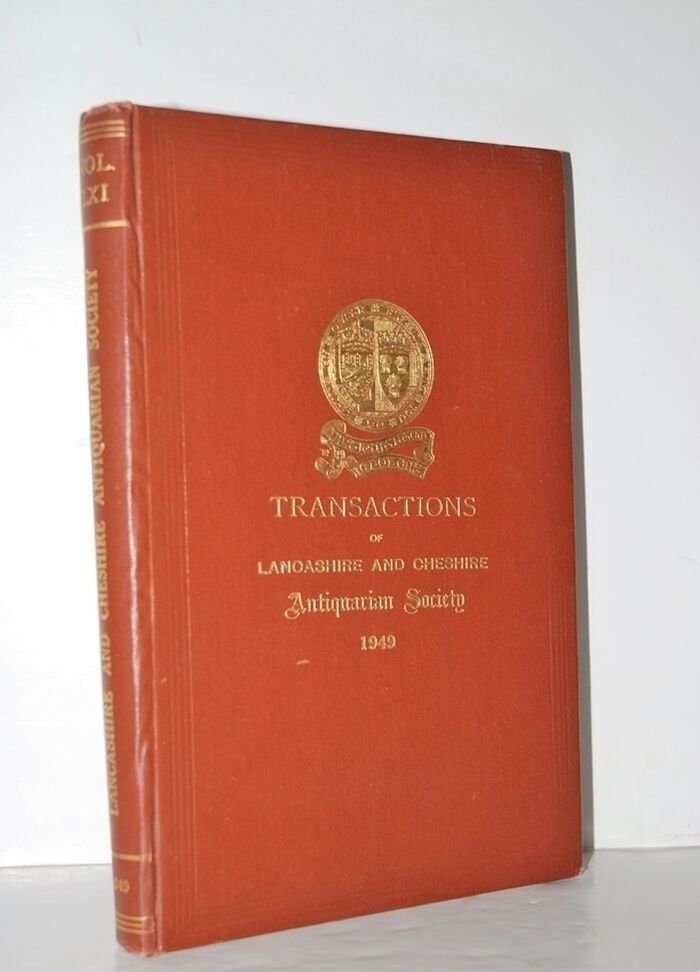 VOL.
LXI
LANCASHIRE AND CHESHIRE ANTIQUARIAN SOCIETY
1949
TRANSACTIONS
OF
LANCASHIRE AND CHESHIRE
Antiquarian Society
1949